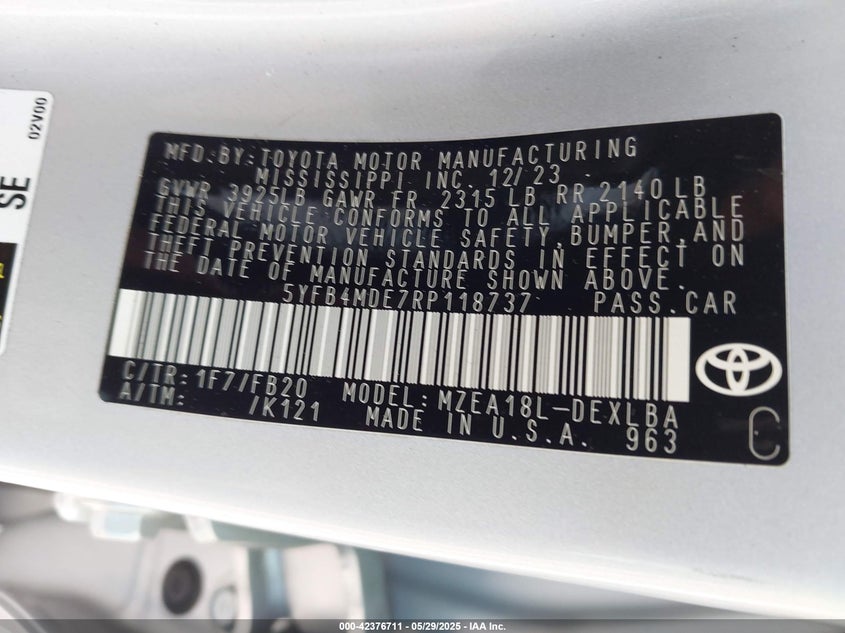 02V00
SE
MFD.BY:TOYOTA MOTOR MANUFACTURING
MISSISSIPPI INC. 12/23
GVWR 3925LB GAWR FR 2315 LB RR 2140 LB
THIS VEHICLE CONFORMS TO ALL APPLICABLE
FEDERAL MOTOR VEHICLE SAFETY,BUMPER,AND
THEFT PREVENTION STANDARDS IN EFFECT ON
THE DATE OF MANUFACTURE SHOWN ABOVE.
5YFB4MDE7RP118737 PASS.CAR
C/TR:1F7/FB20 MODEL:MZEA18L-DEXLBA
A/TM: /K121 MADE IN U.S.A. 963
C
000-42376711 — 05/29/2025 — IAA Inc.